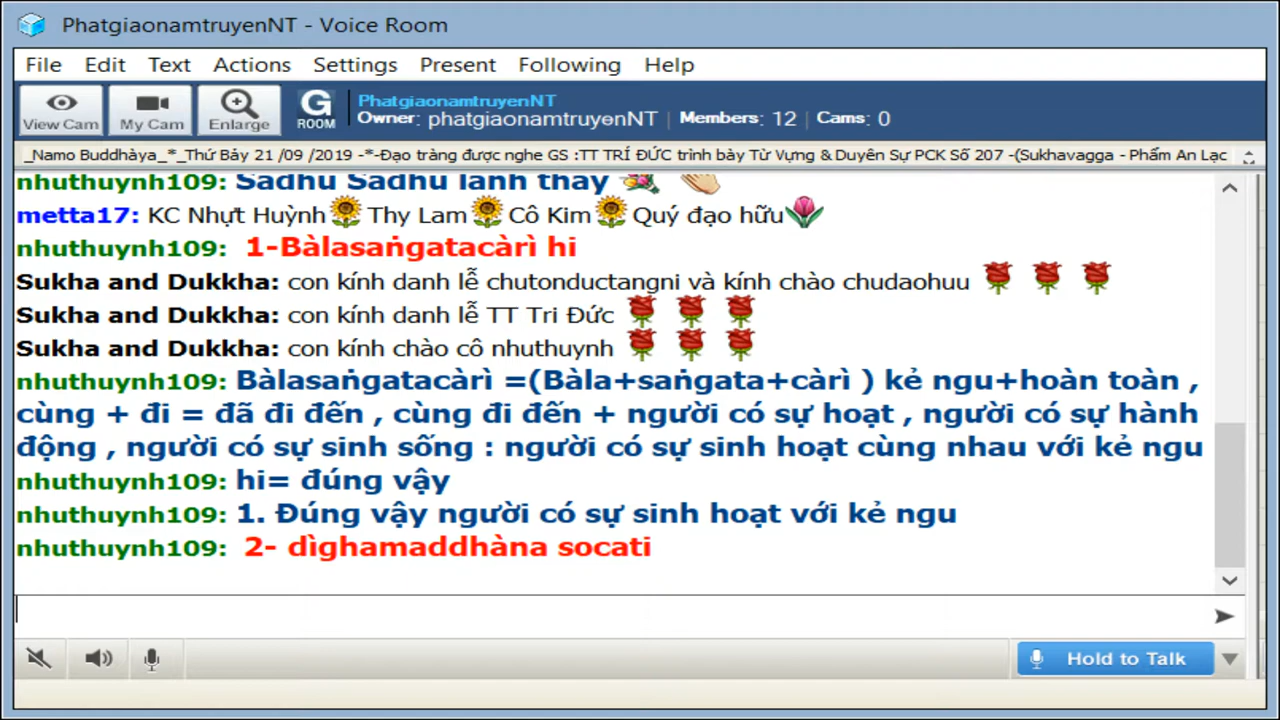 PhatgiaonamtruyenNT - Voice Room
File Edit Text Actions Settings Present Following Help
View Cam My Cam Enlarge G ROOM PhatgiaonamtruyenNT
Owner: phatgiaonamtruyenNT | Members: 12 | Cams: 0
_Namo Buddhàya_*_Thứ Bảy 21 /09 /2019 -*-Đạo tràng được nghe GS :TT TRÍ ĐỨC trình bày Từ Vựng & Duyên Sự PCK Số 207 -(Sukhavagga - Phẩm An Lạc
nhuthuynh109: Sadhu Sadhu lành thay
metta17: KC Nhựt Huỳnh Thy Lam Cô Kim Quý đạo hữu
nhuthuynh109: 1-Bàlasaṅgatacàrì hi
Sukha and Dukkha: con kính danh lễ chutonductangni và kính chào chudaohuu
Sukha and Dukkha: con kính danh lễ TT Tri Đức
Sukha and Dukkha: con kính chào cô nhuthuynh
nhuthuynh109: Bàlasaṅgatacàrì =(Bàla+saṅgata+càrì ) kẻ ngu+hoàn toàn ,
cùng + đi = đã đi đến , cùng đi đến + người có sự hoạt , người có sự hành
động , người có sự sinh sống : người có sự sinh hoạt cùng nhau với kẻ ngu
nhuthuynh109: hi= đúng vậy
nhuthuynh109: 1. Đúng vậy người có sự sinh hoạt với kẻ ngu
nhuthuynh109: 2- dìghamaddhàna socati
Hold to Talk